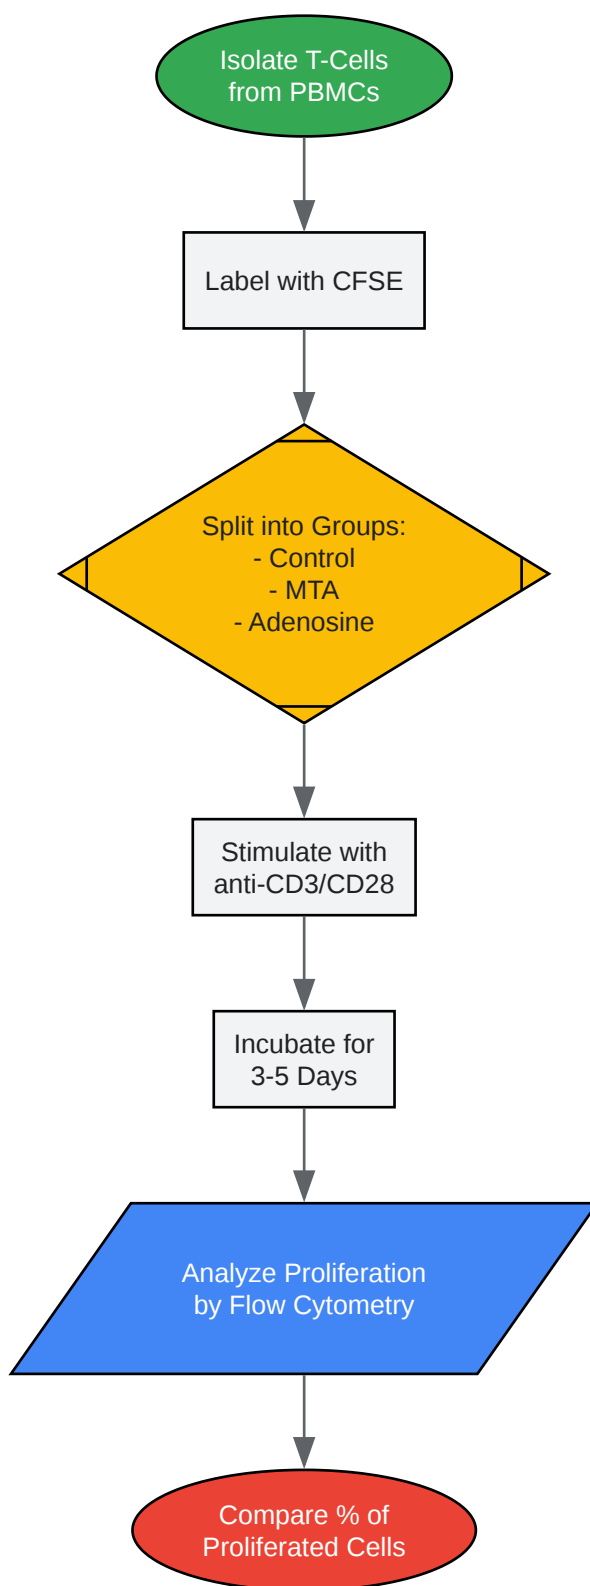 Isolate T-Cells
from PBMCs
Label with CFSE
Split into Groups:
- Control
- MTA
- Adenosine
Stimulate with
anti-CD3/CD28
Incubate for
3-5 Days
Analyze Proliferation
by Flow Cytometry
Compare % of
Proliferated Cells